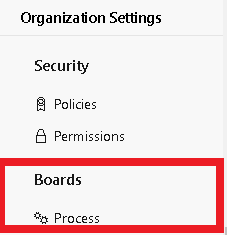 Organization Settings
Security
Policies
Permissions
Boards
Process